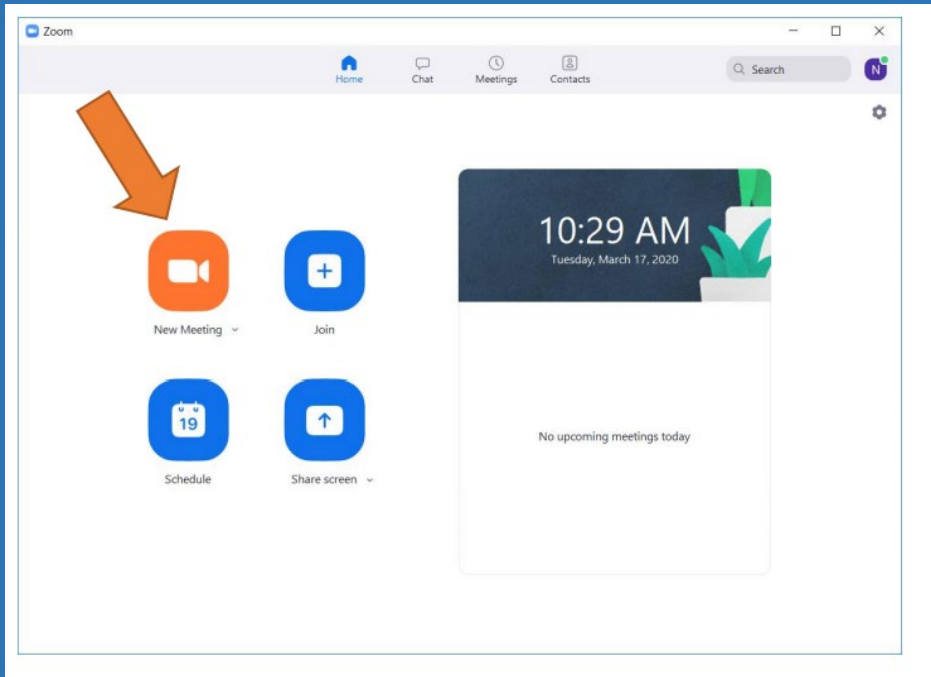 Zoom
Home
Chat
Meetings
Contacts
Search
N
10:29 AM
Tuesday, March 17, 2020
New Meeting
Join
19
Schedule
Share screen
No upcoming meetings today